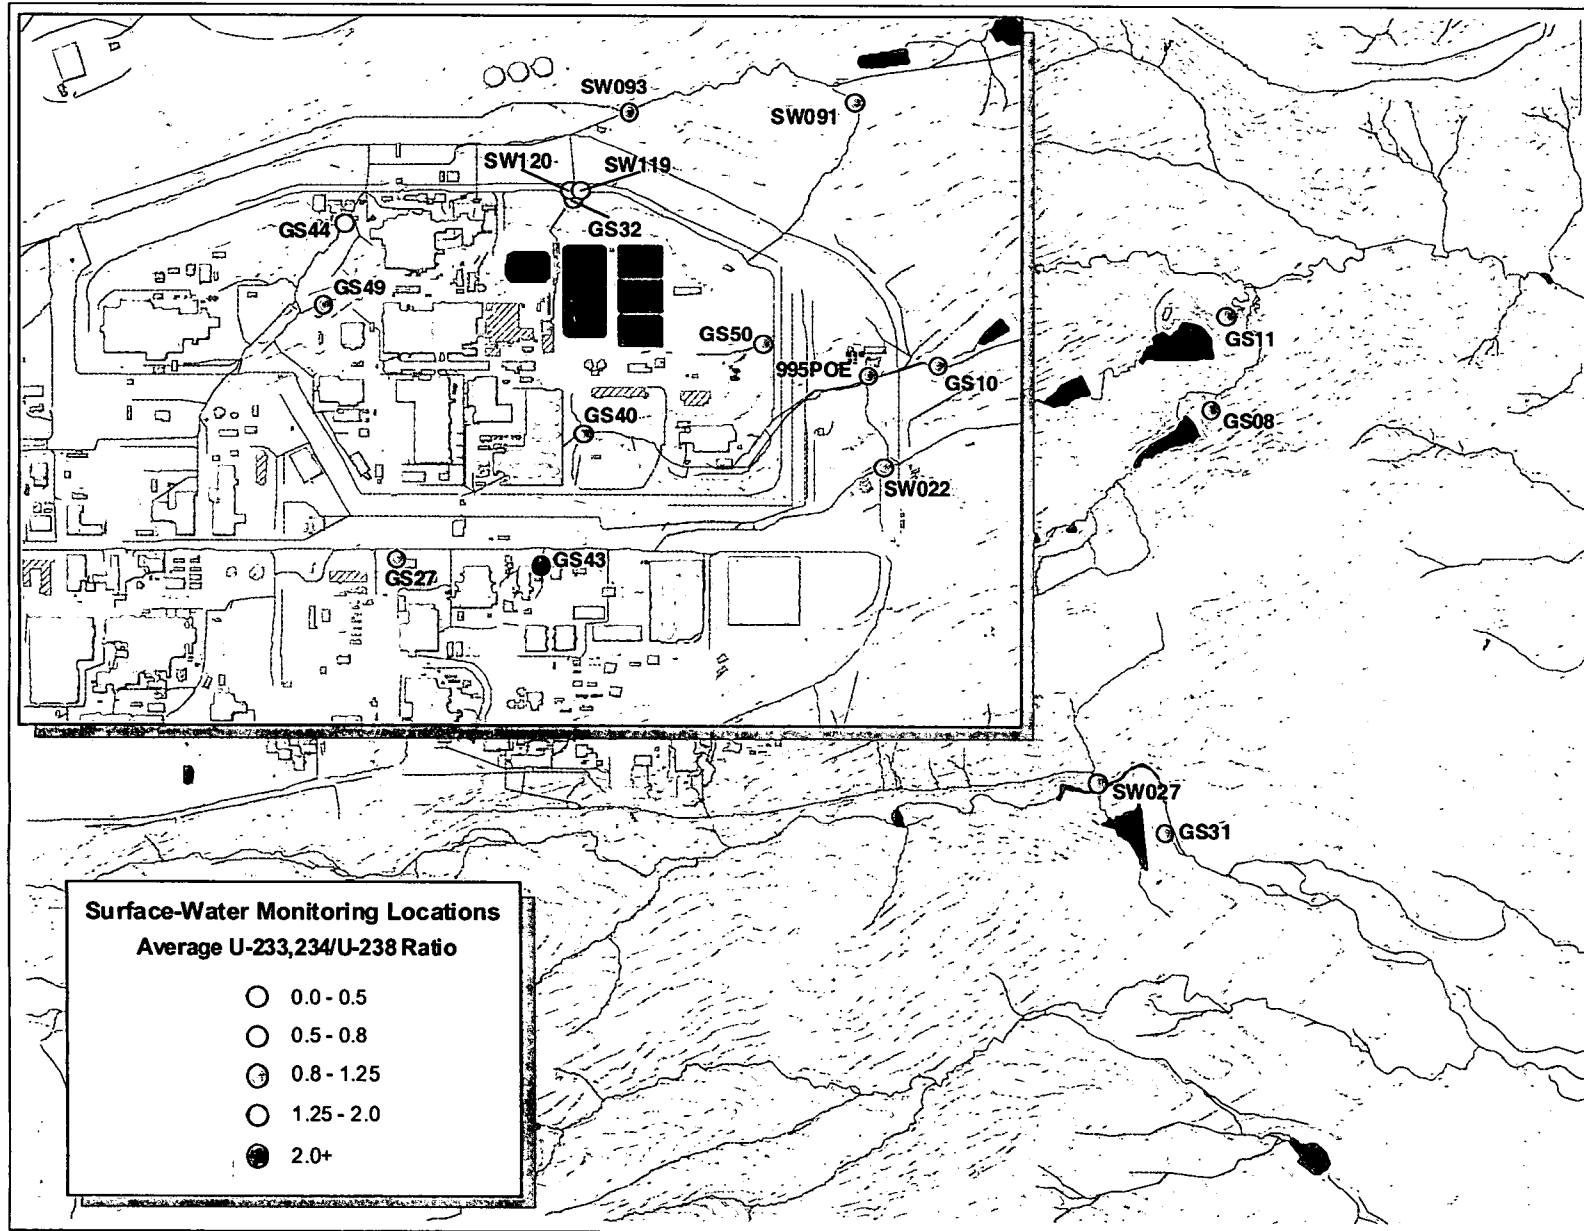 SW093
SW091
SW120
SW119
GS44
GS32
GS49
GS50
GS11
995POE
GS10
GS08
GS40
SW022
GS27
GS43
SW027
GS31
Surface-Water Monitoring Locations
Average U-233,234/U-238 Ratio
0.0 - 0.5
0.5 - 0.8
0.8 - 1.25
1.25 - 2.0
2.0+